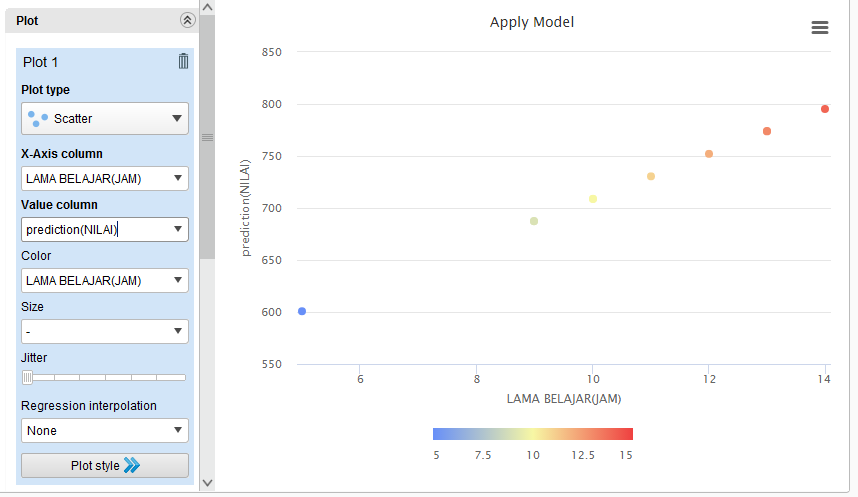 Plot
Plot 1
Plot type
Scatter
X-Axis column
LAMA BELAJAR(JAM)
Value column
prediction(NILAI)
Color
LAMA BELAJAR(JAM)
Size
-
Jitter
Regression interpolation
None
Plot style
Apply Model
850
800
750
700
650
600
550
prediction(NILAI)
6 8 10 12 14
LAMA BELAJAR(JAM)
5 7.5 10 12.5 15